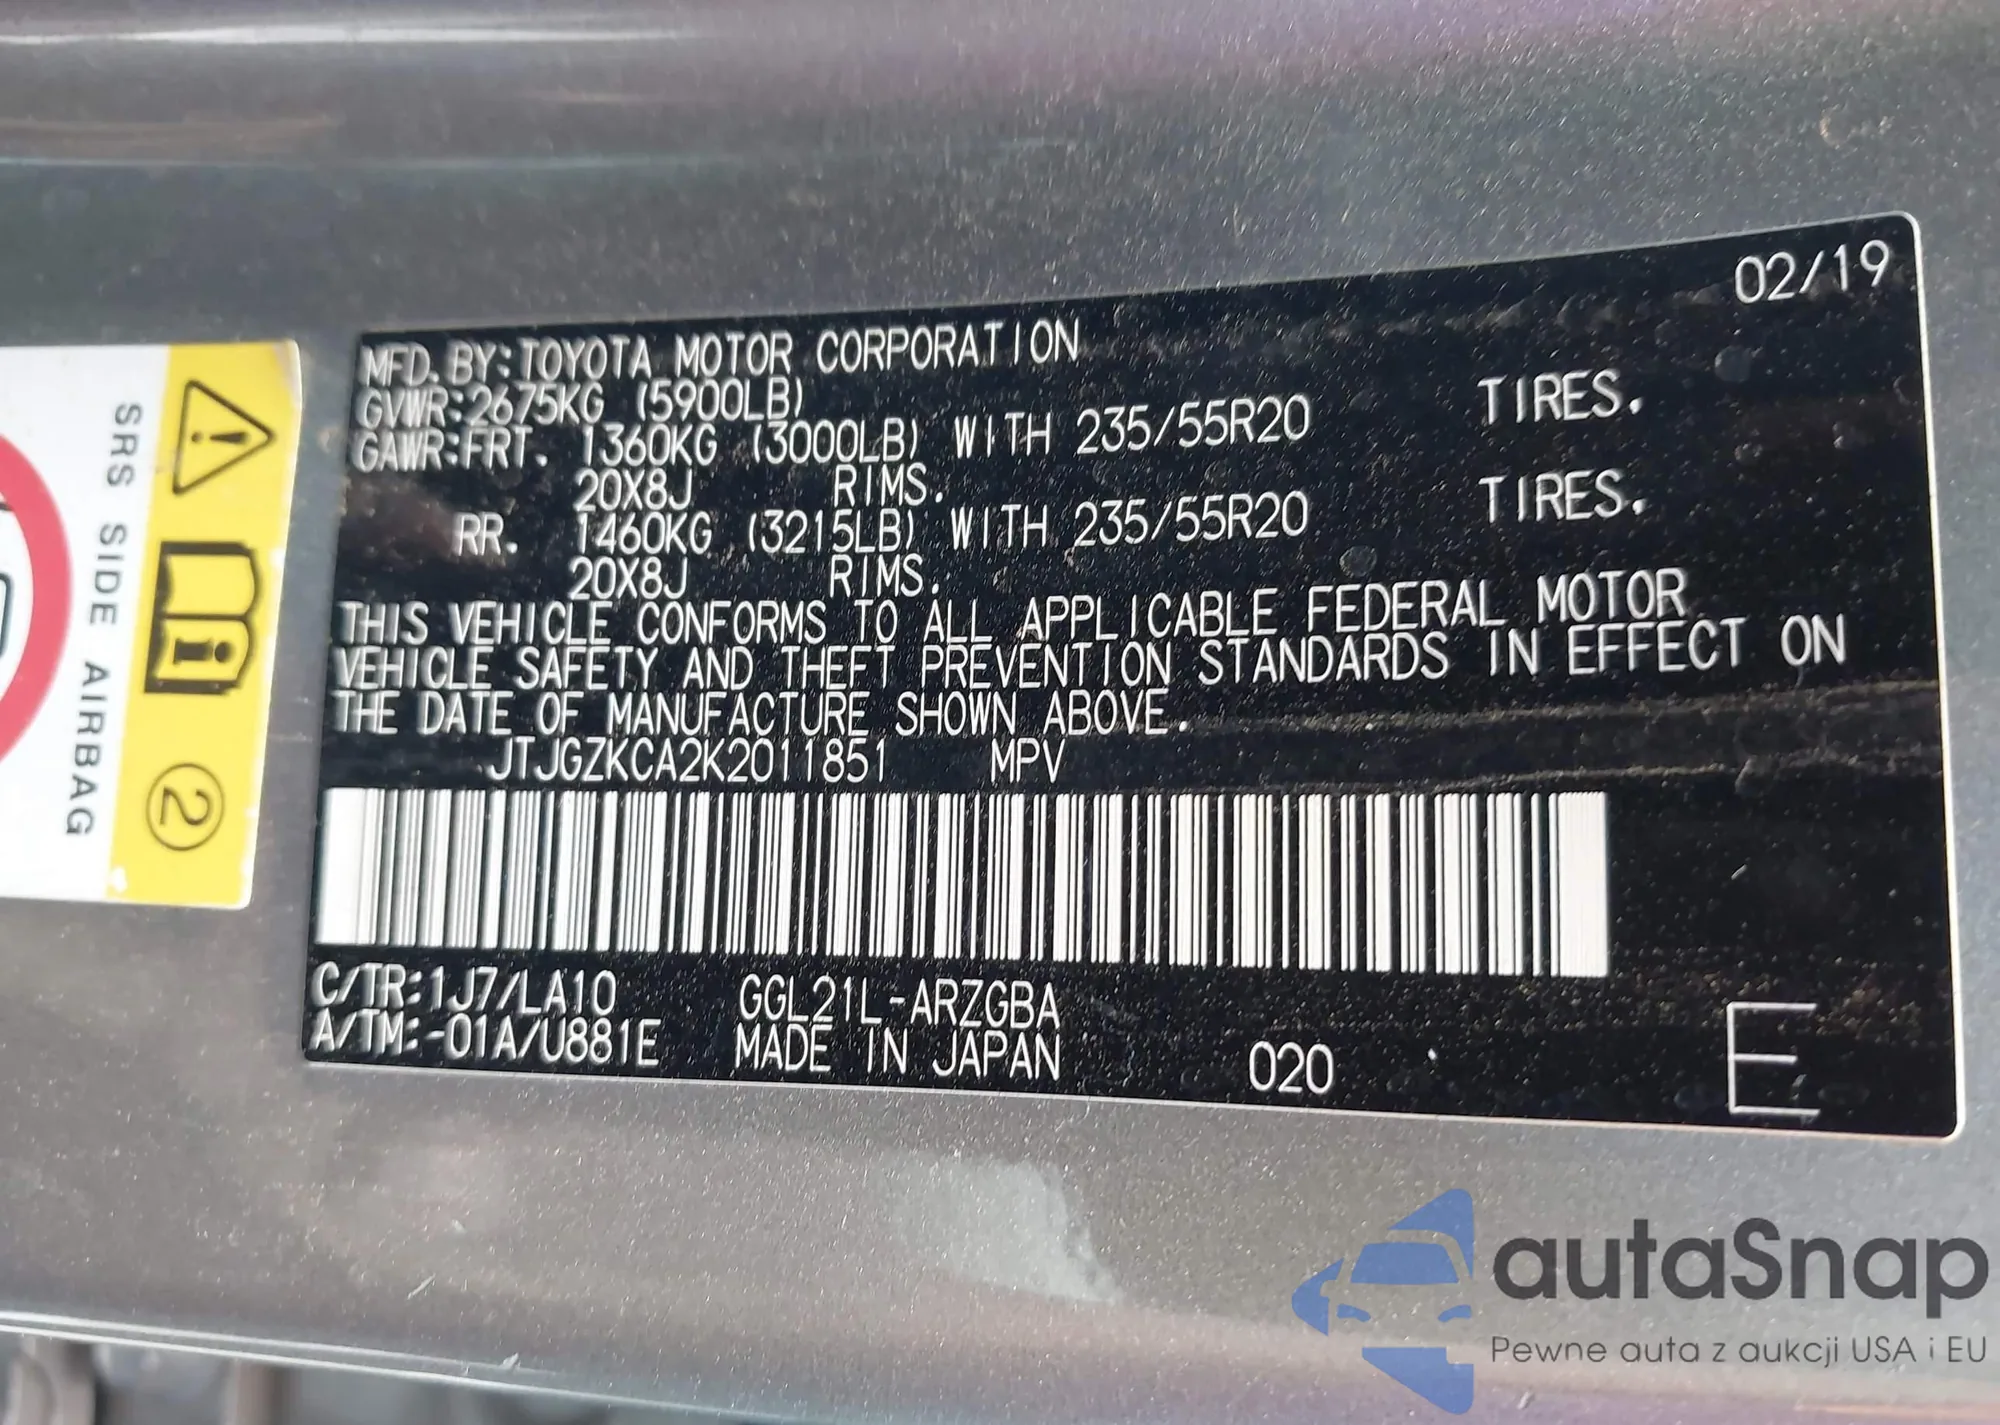 02/19
MFD. BY: TOYOTA MOTOR CORPORATION
GVWR: 2675KG (5900LB)
GAWR: FRT. 1360KG (3000LB) WITH 235/55R20 TIRES.
20X8J RIMS.
RR. 1460KG (3215LB) WITH 235/55R20 TIRES.
20X8J RIMS.
THIS VEHICLE CONFORMS TO ALL APPLICABLE FEDERAL MOTOR
VEHICLE SAFETY AND THEFT PREVENTION STANDARDS IN EFFECT ON
THE DATE OF MANUFACTURE SHOWN ABOVE.
JTJGZKCA2K2011851 MPV
C/TR: 1J7/LA10 GGL21L-ARZGBA
A/TM: -01A/U881E MADE IN JAPAN 020 E
SRS SIDE AIRBAG
2
autaSnap
Pewne auta z aukcji USA i EU